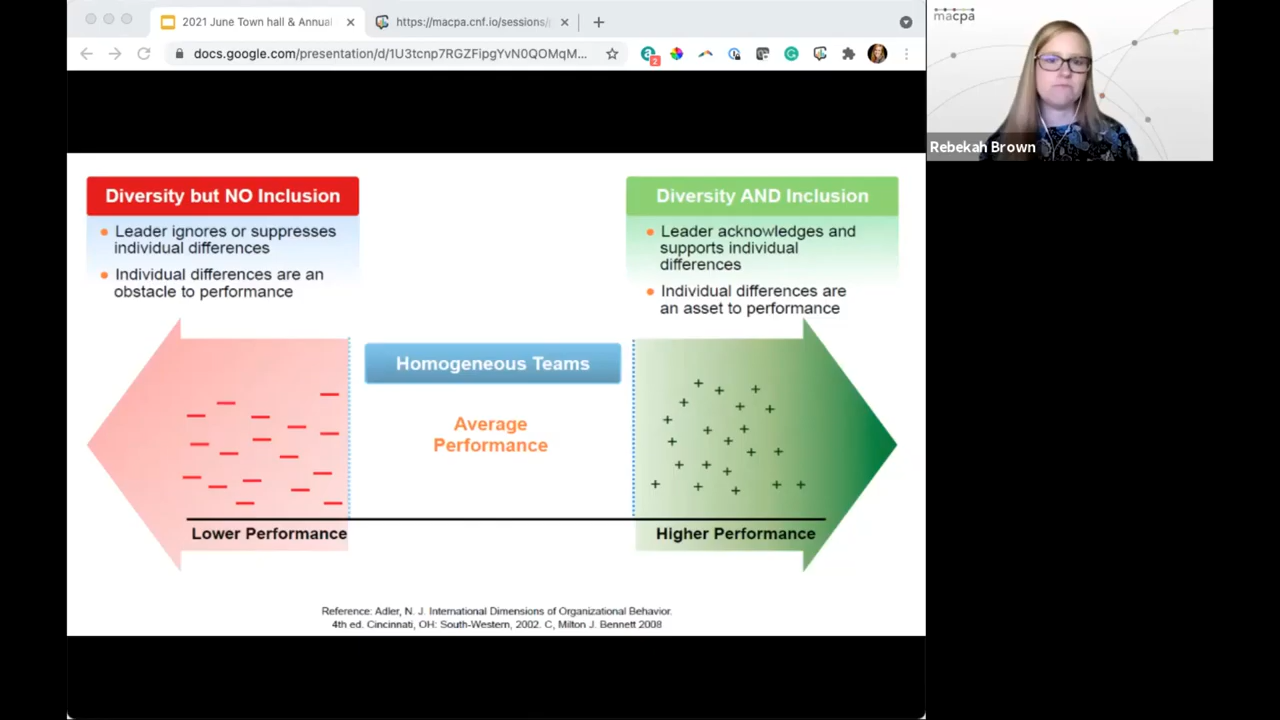 2021 June Town hall & Annual
https://macpa.cnf.io/sessions/
docs.google.com/presentation/d/1U3tcnp7RGZFipgYvN0QOMqM...
2
macpa
Rebekah Brown
Diversity but NO Inclusion
Leader ignores or suppresses
individual differences
Individual differences are an
obstacle to performance
Diversity AND Inclusion
Leader acknowledges and
supports individual
differences
Individual differences are
an asset to performance
Homogeneous Teams
Average
Performance
Lower Performance
Higher Performance
Reference: Adler, N. J. International Dimensions of Organizational Behavior.
4th ed. Cincinnati, OH: South-Western, 2002. C, Milton J. Bennett 2008